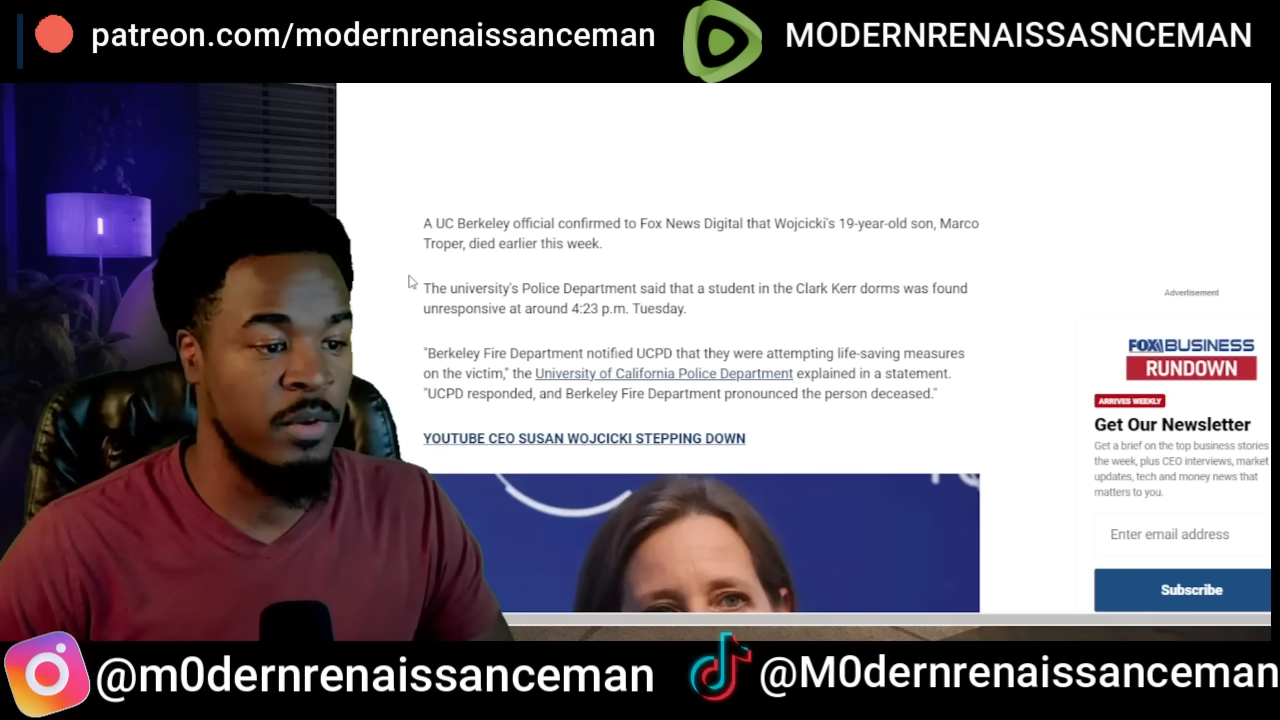 patreon.com/modernrenaissanceman
MODERNRENAISSASNCEMAN
A UC Berkeley official confirmed to Fox News Digital that Wojcicki's 19-year-old son, Marco
Troper, died earlier this week.
The university's Police Department said that a student in the Clark Kerr dorms was found
unresponsive at around 4:23 p.m. Tuesday.
"Berkeley Fire Department notified UCPD that they were attempting life-saving measures
on the victim," the University of California Police Department explained in a statement.
"UCPD responded, and Berkeley Fire Department pronounced the person deceased."
YOUTUBE CEO SUSAN WOJCICKI STEPPING DOWN
Advertisement
FOX BUSINESS
RUNDOWN
ARRIVES WEEKLY
Get Our Newsletter
Get a brief on the top business stories
the week, plus CEO interviews, market
updates, tech and money news that
matters to you.
Enter email address
Subscribe
@m0dernrenaissanceman
@M0dernrenaissanceman